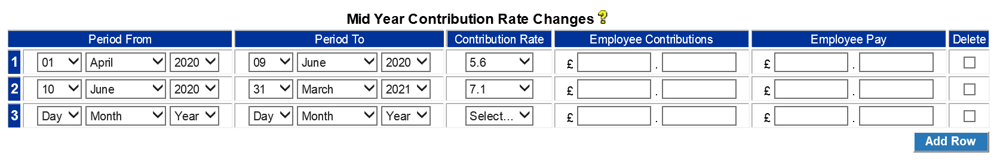 Mid Year Contribution Rate Changes ?
Period From Period To Contribution Rate Employee Contributions Employee Pay Delete
1 01 April 2020 09 June 2020 5.6 £ . £ .
2 10 June 2020 31 March 2021 7.1 £ . £ .
3 Day Month Year Day Month Year Select... £ . £ .
Add Row